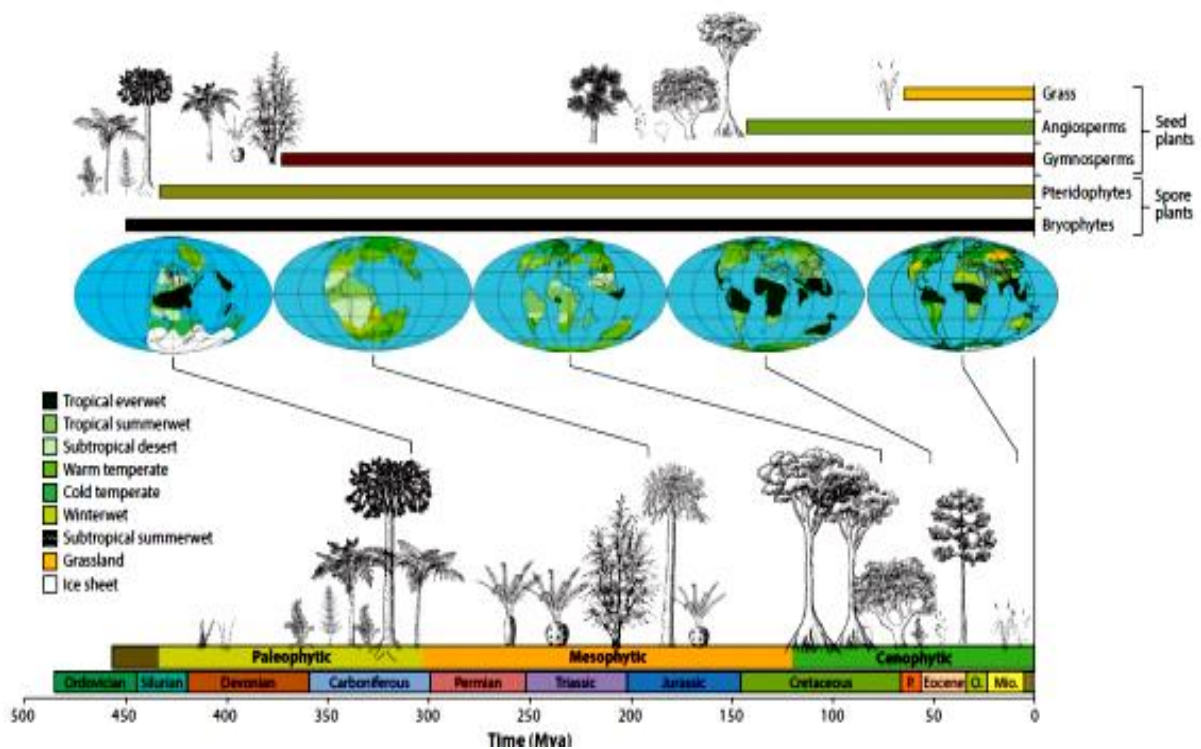 Grass
Angiosperms
Gymnosperms
Seed
plants
Pteridophytes
Bryophytes
Spore
plants
Tropical everwet
Tropical summerwet
Subtropical desert
Warm temperate
Cold temperate
Winterwet
Subtropical summerwet
Grassland
Ice sheet
Paleophytic Mesophytic Cenophytic
Ordovician Silurian Devonian Carboniferous Permian Triassic Jurassic Cretaceous P. Eocene O. Mio.
500 450 400 350 300 250 200 150 100 50 0
Time (Mya)